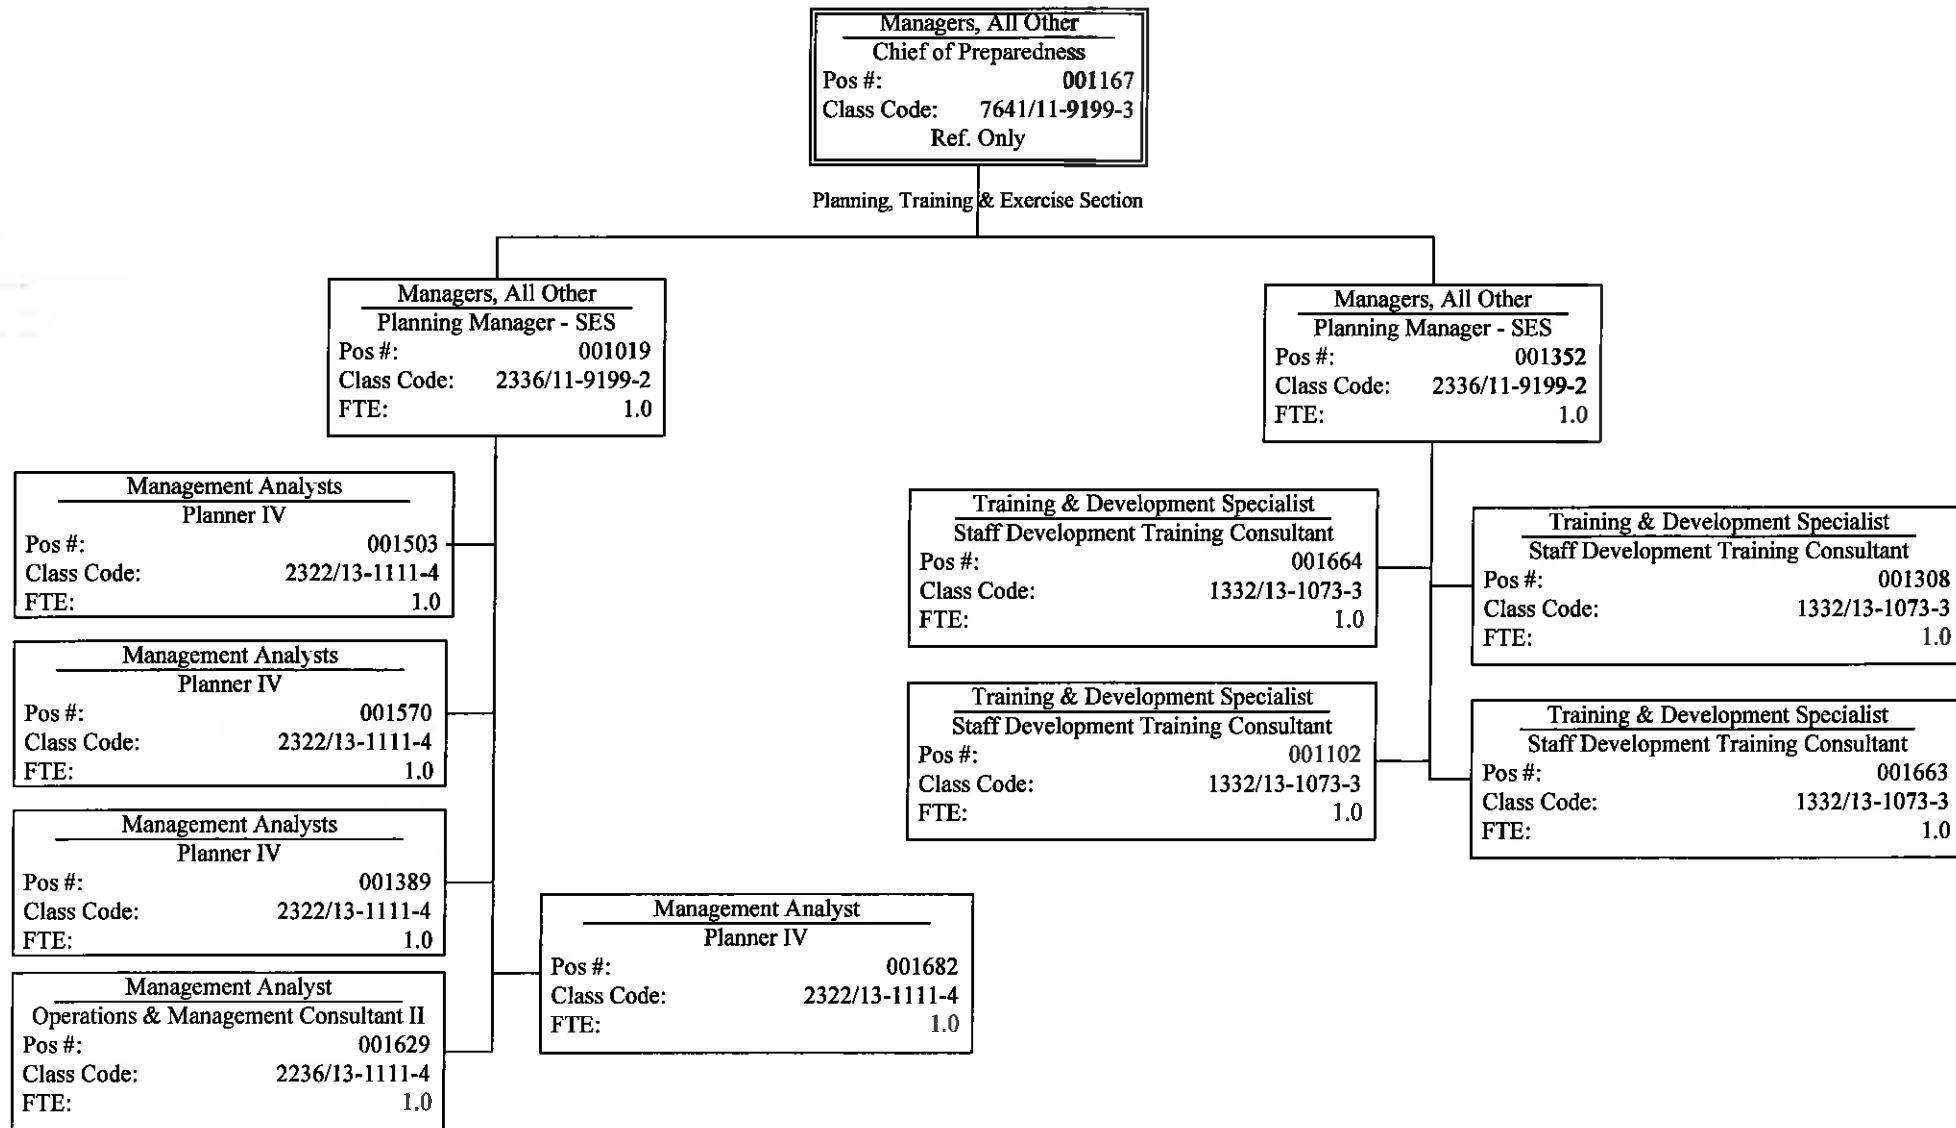 Managers, All Other
Chief of Preparedness
Pos #: 001167
Class Code: 7641/11-9199-3
Ref. Only
Planning, Training & Exercise Section
Managers, All Other
Planning Manager - SES
Pos #: 001019
Class Code: 2336/11-9199-2
FTE: 1.0
Managers, All Other
Planning Manager - SES
Pos #: 001352
Class Code: 2336/11-9199-2
FTE: 1.0
Management Analysts
Planner IV
Pos #: 001503
Class Code: 2322/13-1111-4
FTE: 1.0
Management Analysts
Planner IV
Pos #: 001570
Class Code: 2322/13-1111-4
FTE: 1.0
Management Analysts
Planner IV
Pos #: 001389
Class Code: 2322/13-1111-4
FTE: 1.0
Management Analyst
Operations & Management Consultant II
Pos #: 001629
Class Code: 2236/13-1111-4
FTE: 1.0
Management Analyst
Planner IV
Pos #: 001682
Class Code: 2322/13-1111-4
FTE: 1.0
Training & Development Specialist
Staff Development Training Consultant
Pos #: 001664
Class Code: 1332/13-1073-3
FTE: 1.0
Training & Development Specialist
Staff Development Training Consultant
Pos #: 001102
Class Code: 1332/13-1073-3
FTE: 1.0
Training & Development Specialist
Staff Development Training Consultant
Pos #: 001308
Class Code: 1332/13-1073-3
FTE: 1.0
Training & Development Specialist
Staff Development Training Consultant
Pos #: 001663
Class Code: 1332/13-1073-3
FTE: 1.0